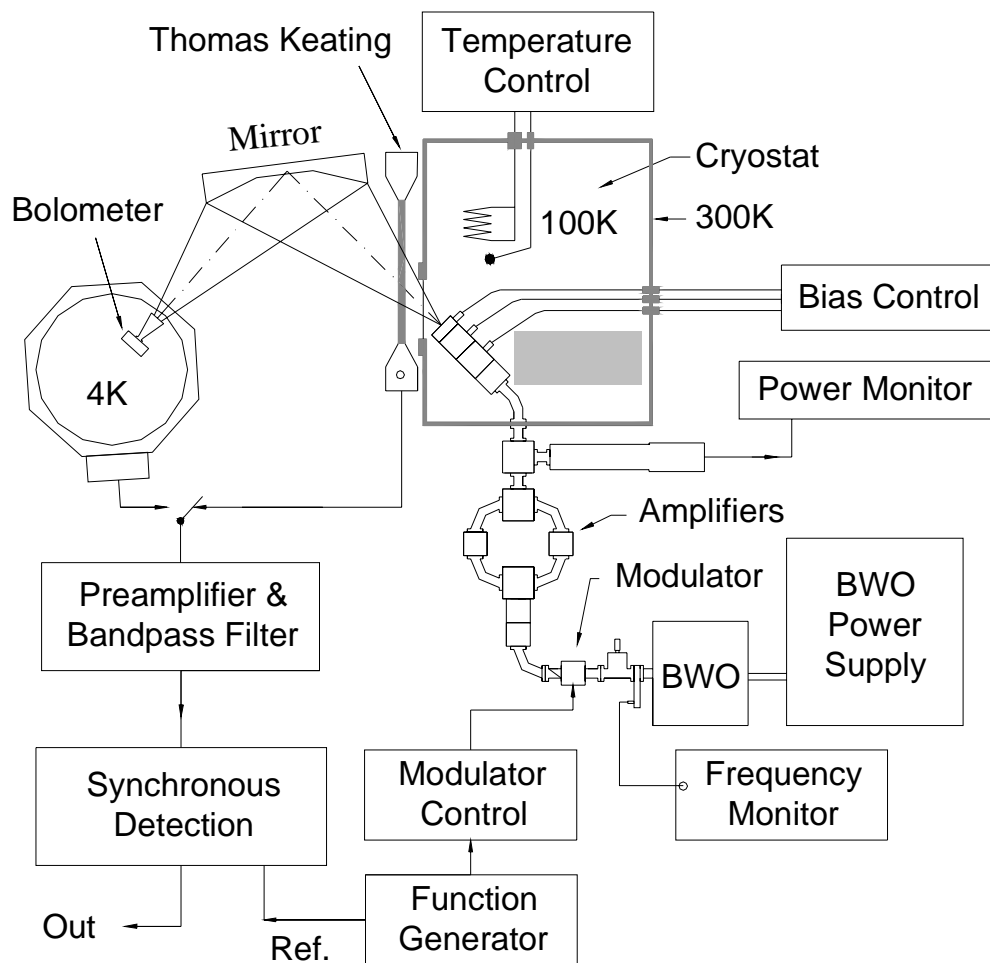 Thomas Keating
Temperature
Control
Mirror
Cryostat
Bolometer
100K
300K
Bias Control
4K
Power Monitor
Amplifiers
Modulator
Preamplifier &
Bandpass Filter
BWO
Power
Supply
BWO
Synchronous
Detection
Modulator
Control
Frequency
Monitor
Function
Generator
Out
Ref.